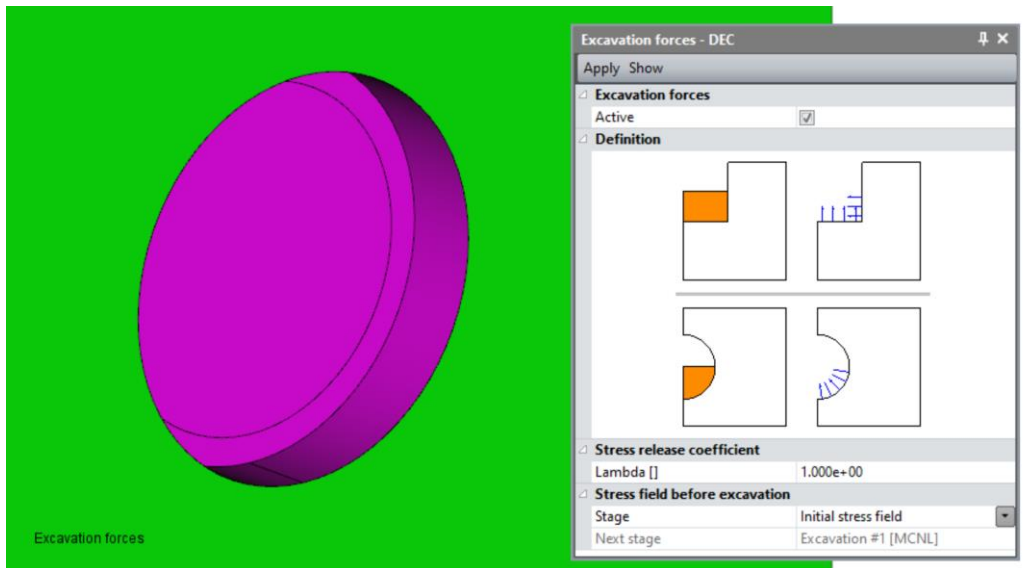 Excavation forces - DEC
Apply Show
Excavation forces
Active
Definition
Stress release coefficient
Lambda [] 1.000e+00
Stress field before excavation
Stage Initial stress field
Next stage Excavation #1 [MCNL]
Excavation forces